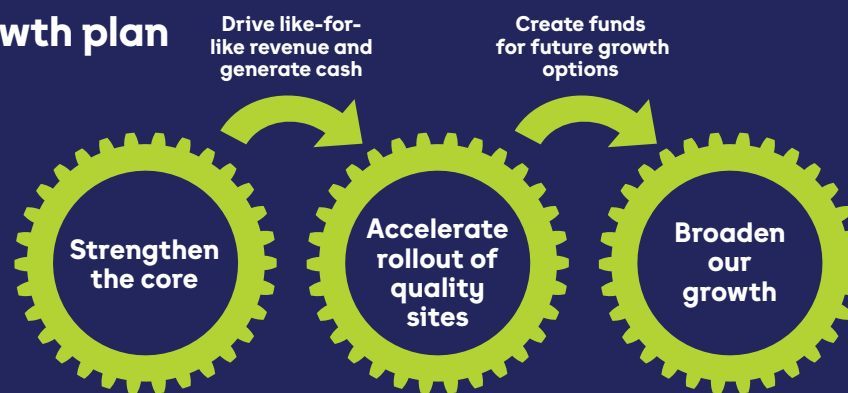 wth plan
Drive like-for-
like revenue and
generate cash
Create funds
for future growth
options
Strengthen
the core
Accelerate
rollout of
quality
sites
Broaden
our
growth